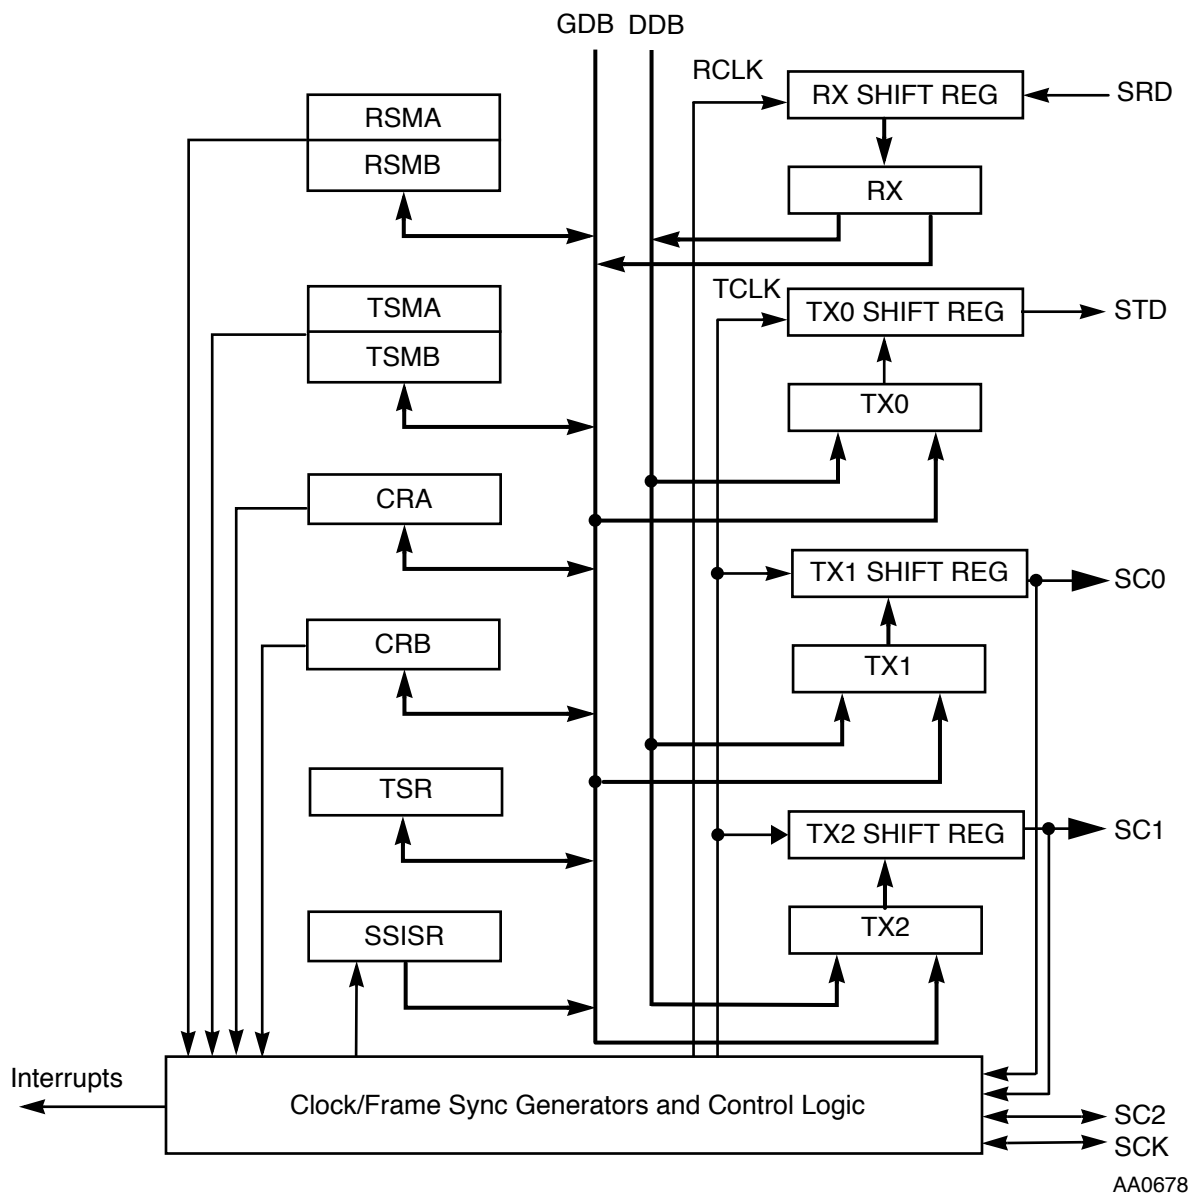 GDB DDB
RCLK
RX SHIFT REG
SRD
RSMA
RSMB
RX
TCLK
TX0 SHIFT REG
STD
TSMA
TSMB
TX0
CRA
TX1 SHIFT REG
SC0
CRB
TX1
TSR
TX2 SHIFT REG
SC1
SSISR
TX2
Interrupts
Clock/Frame Sync Generators and Control Logic
SC2
SCK
AA0678